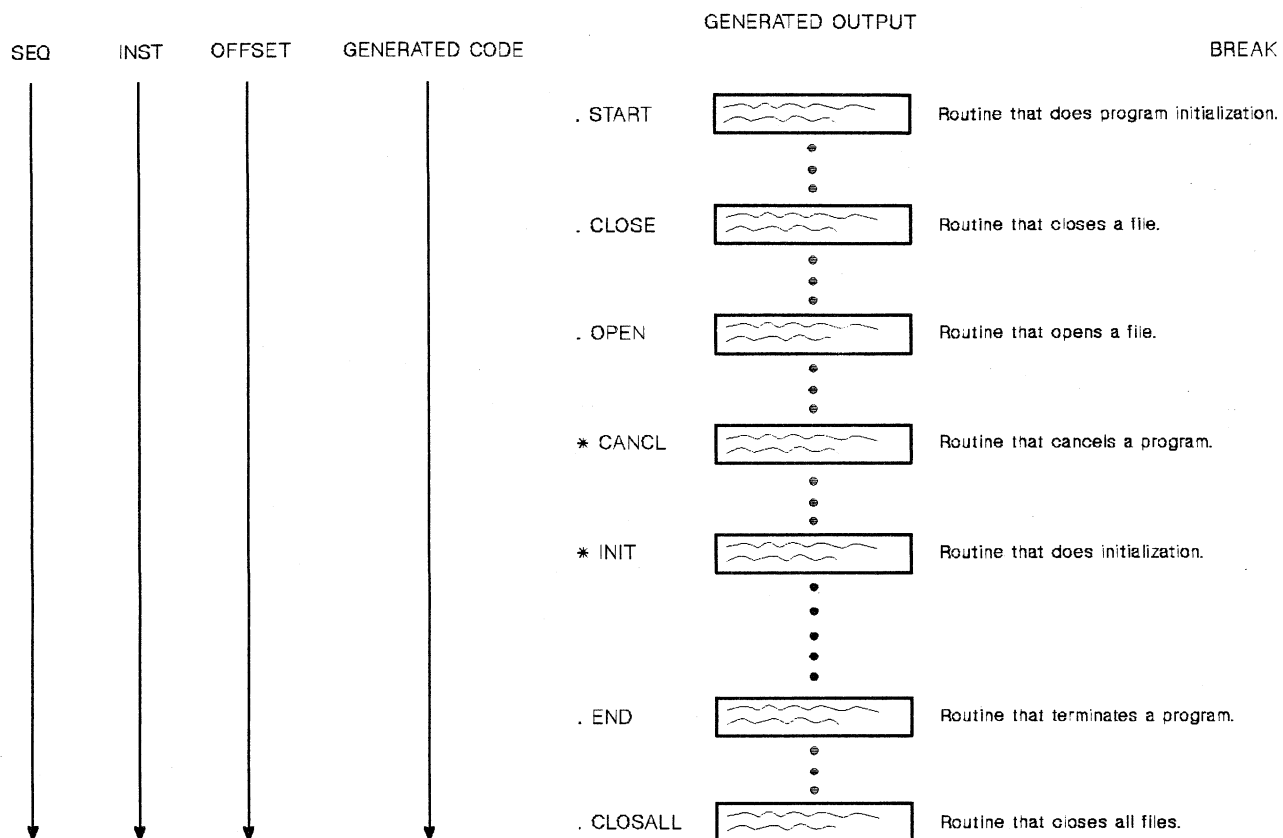 GENERATED OUTPUT
SEQ INST OFFSET GENERATED CODE BREAK
. START Routine that does program initialization.
. CLOSE Routine that closes a file.
. OPEN Routine that opens a file.
* CANCL Routine that cancels a program.
* INIT Routine that does initialization.
. END Routine that terminates a program.
. CLOSALL Routine that closes all files.